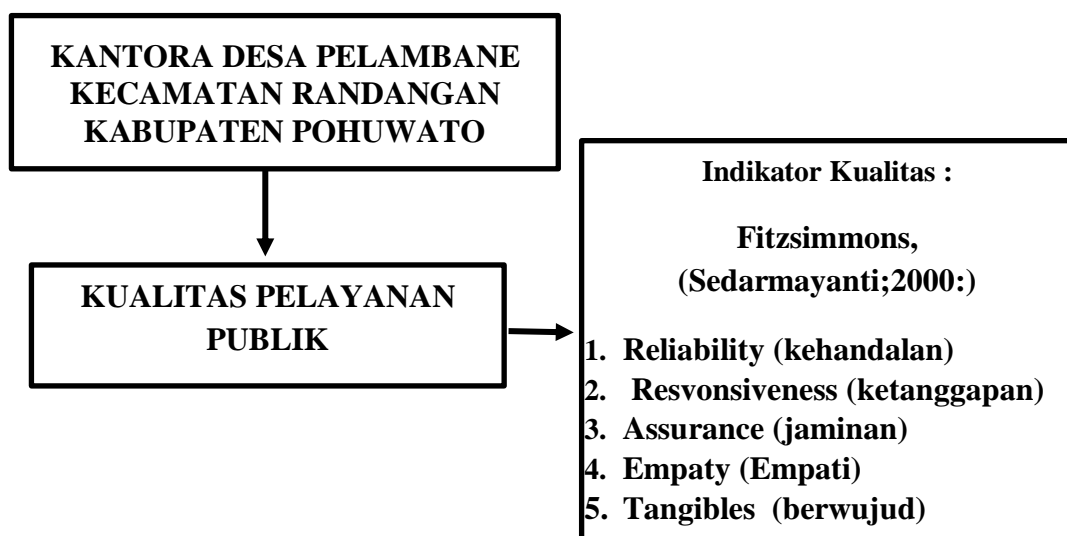 KANTORA DESA PELAMBANE
KECAMATAN RANDANGAN
KABUPATEN POHUWATO
KUALITAS PELAYANAN
PUBLIK
Indikator Kualitas :
Fitzsimmons,
(Sedarmayanti;2000:)
1. Reliability (kehandalan)
2. Resvonsiveness (ketanggapan)
3. Assurance (jaminan)
4. Empaty (Empati)
5. Tangibles (berwujud)